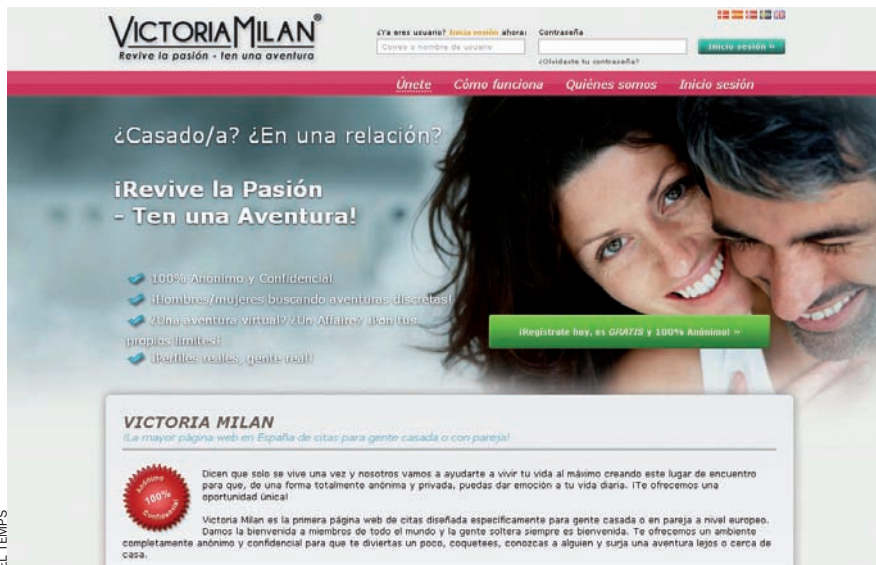 VICTORIAMILAN®
Revive la pasión - ten una aventura
¿Ya eres usuario? Inicia sesión ahora:
Contraseña
Correo o nombre de usuario
Inicio sesión »
¿Olvidaste tu contraseña?
Únete Cómo funciona Quiénes somos Inicio sesión
¿Casado/a? ¿En una relación?
¡Revive la Pasión
- Ten una Aventura!
100% Anónimo y Confidencial
¡Hombres/mujeres buscando aventuras discretas!
¿Una aventura virtual? ¿Un Affaire? ¡Pon tus
propios límites!
¡Perfiles reales, gente real!
¡Regístrate hoy, es GRATIS y 100% Anónimo! »
VICTORIA MILAN
¡La mayor página web en España de citas para gente casada o con pareja!
Anónimo
100%
Confidencial
Dicen que solo se vive una vez y nosotros vamos a ayudarte a vivir tu vida al máximo creando este lugar de encuentro
para que, de una forma totalmente anónima y privada, puedas dar emoción a tu vida diaria. ¡Te ofrecemos una
oportunidad única!
Victoria Milan es la primera página web de citas diseñada específicamente para gente casada o en pareja a nivel europeo.
Damos la bienvenida a miembros de todo el mundo y la gente soltera siempre es bienvenida. Te ofrecemos un ambiente
completamente anónimo y confidencial para que te diviertas un poco, coquetees, conozcas a alguien y surja una aventura lejos o cerca de
casa.
EL TEMPS